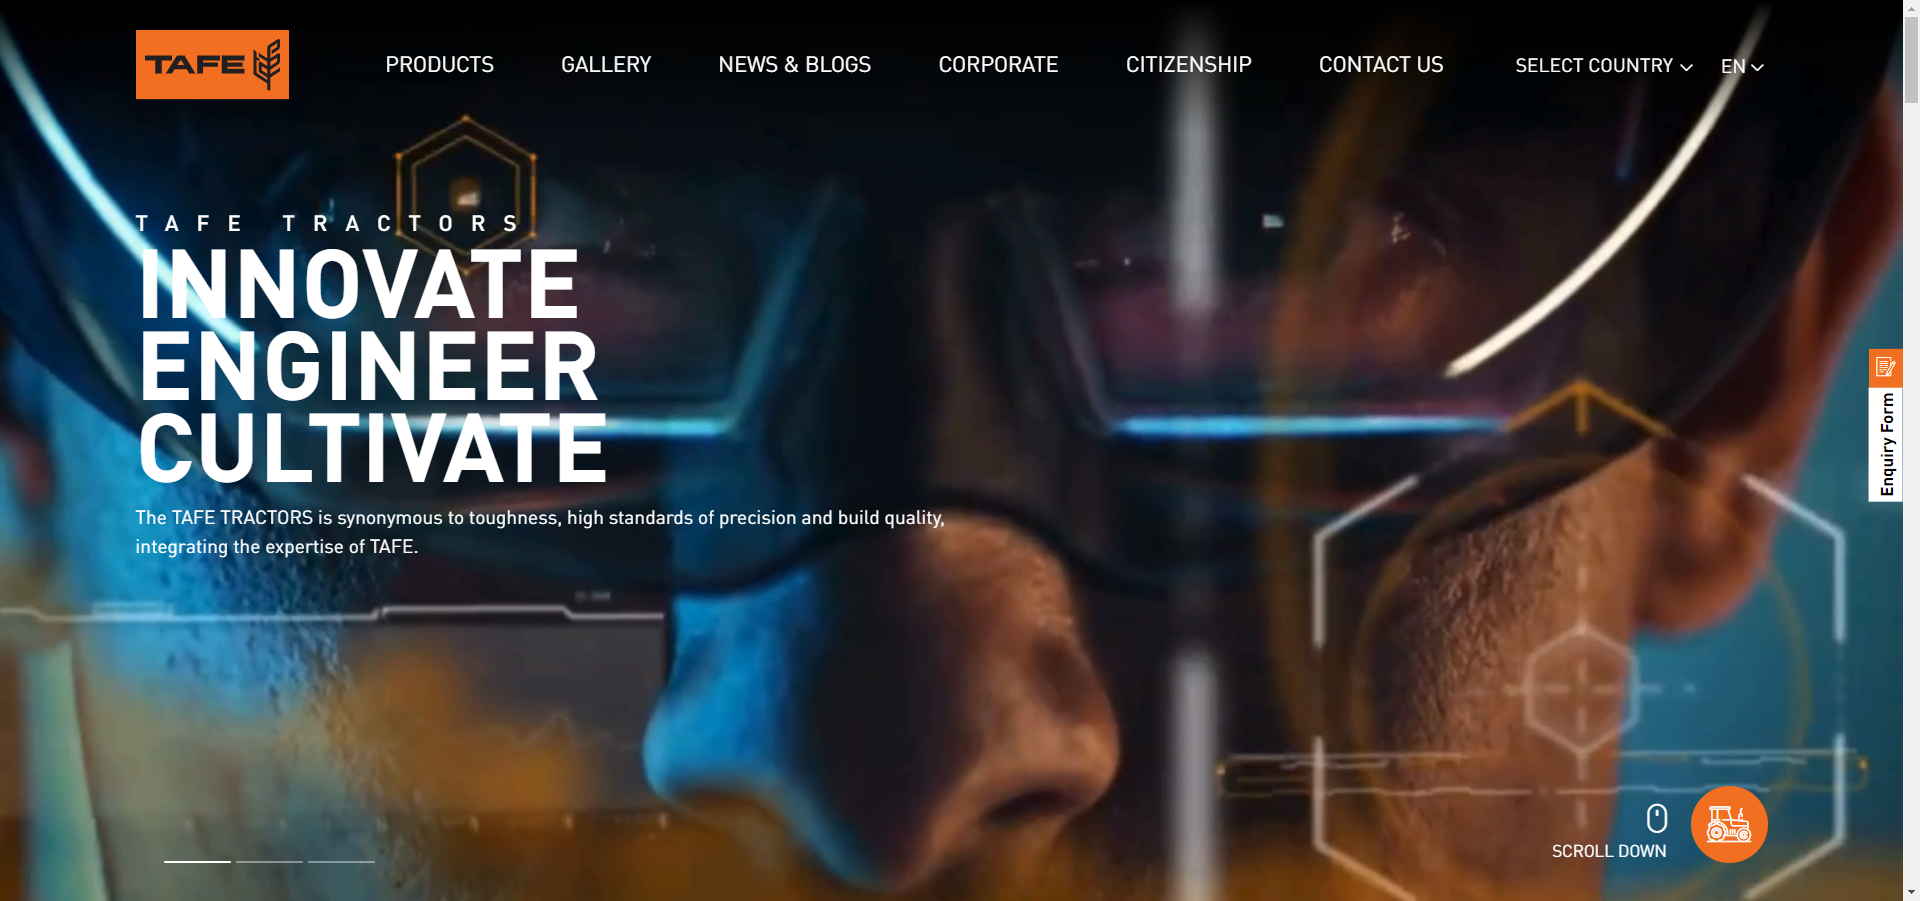 TAFE
PRODUCTS
GALLERY
NEWS & BLOGS
CORPORATE
CITIZENSHIP
CONTACT US
SELECT COUNTRY
EN
TAFE TRACTORS
INNOVATE
ENGINEER
CULTIVATE
The TAFE TRACTORS is synonymous to toughness, high standards of precision and build quality,
integrating the expertise of TAFE.
Enquiry Form
SCROLL DOWN